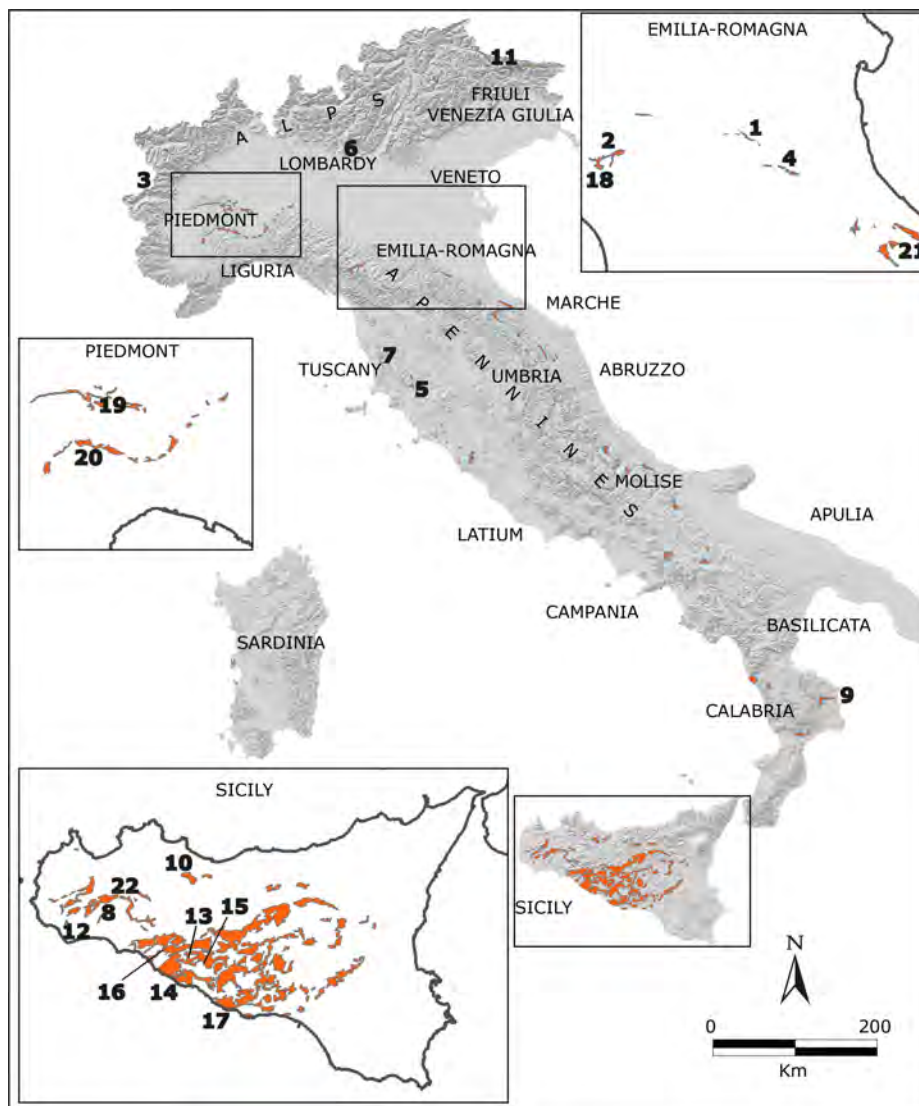 EMILIA-ROMAGNA
11
FRIULI
VENEZIA GIULIA
ALPS
1
2
4
18
21
6
LOMBARDY
3
VENETO
PIEDMONT
EMILIA-ROMAGNA
LIGURIA
APENNINES
MARCHE
PIEDMONT
19
20
7
TUSCANY
5
UMBRIA
ABRUZZO
MOLISE
LATIUM
APULIA
CAMPANIA
BASILICATA
SARDINIA
CALABRIA
9
SICILY
10
22
8
12
13
15
16
14
17
SICILY
N
0
200
Km